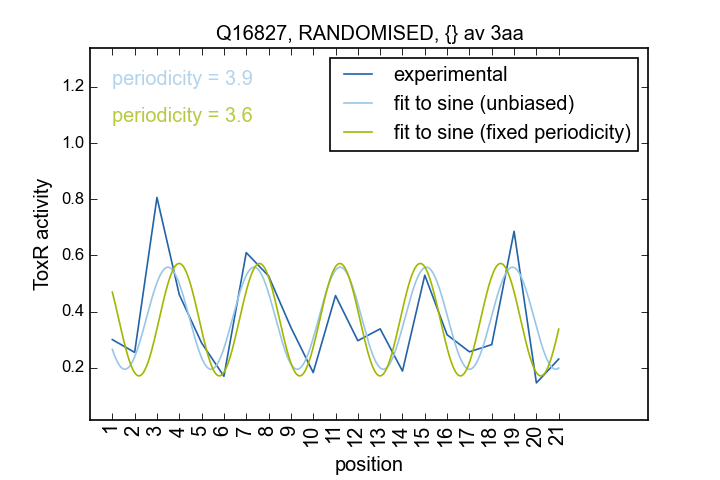 Q16827, RANDOMISED, {} av 3aa
periodicity = 3.9
periodicity = 3.6
experimental
fit to sine (unbiased)
fit to sine (fixed periodicity)
ToxR activity
1.2
1.0
0.8
0.6
0.4
0.2
1 2 3 4 5 6 7 8 9 10 11 12 13 14 15 16 17 18 19 20 21
position